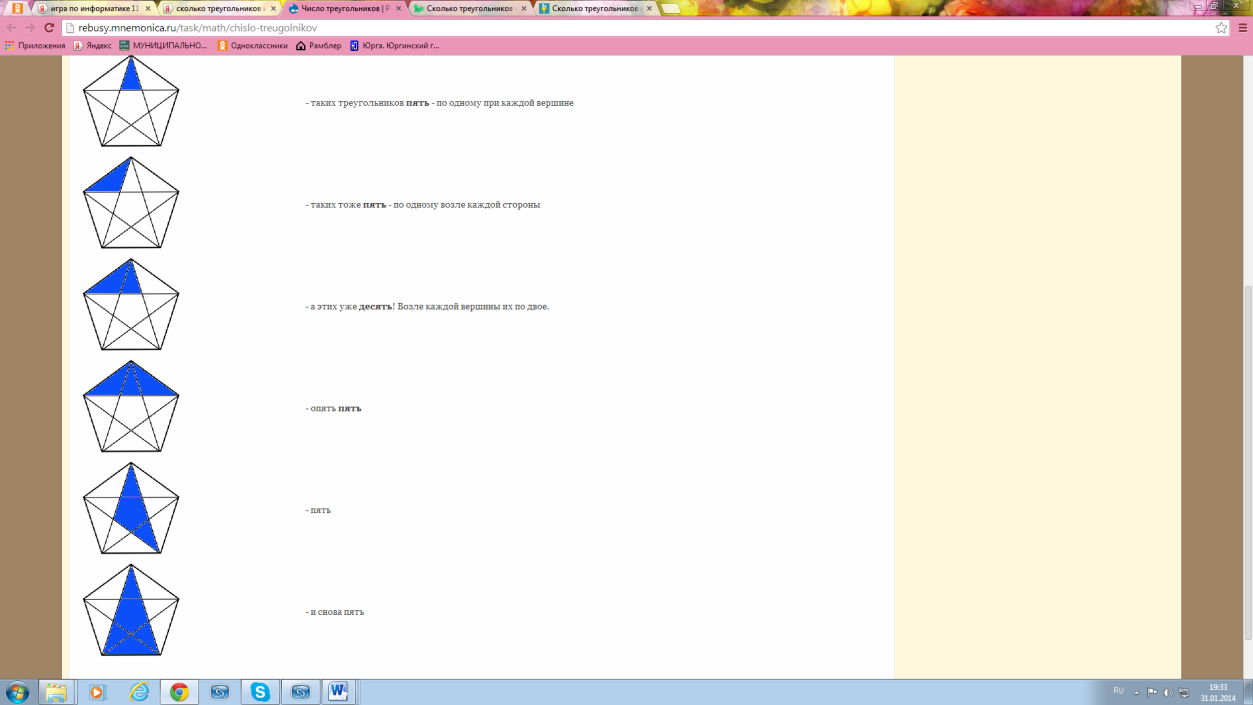 игра по информатике 11
сколько треугольников и
Число треугольников | Р
Сколько треугольников
Сколько треугольников
rebusy.mnemonica.ru/task/math/chislo-treugolnikov
Приложения
Яндекс
МУНИЦИПАЛЬНО...
Одноклассники
Рамблер
Юрга. Юргинский г...
- таких треугольников пять - по одному при каждой вершине
- таких тоже пять - по одному возле каждой стороны
- а этих уже десять! Возле каждой вершины их по двое.
- опять пять
- пять
- и снова пять
RU
19:33
31.01.2014